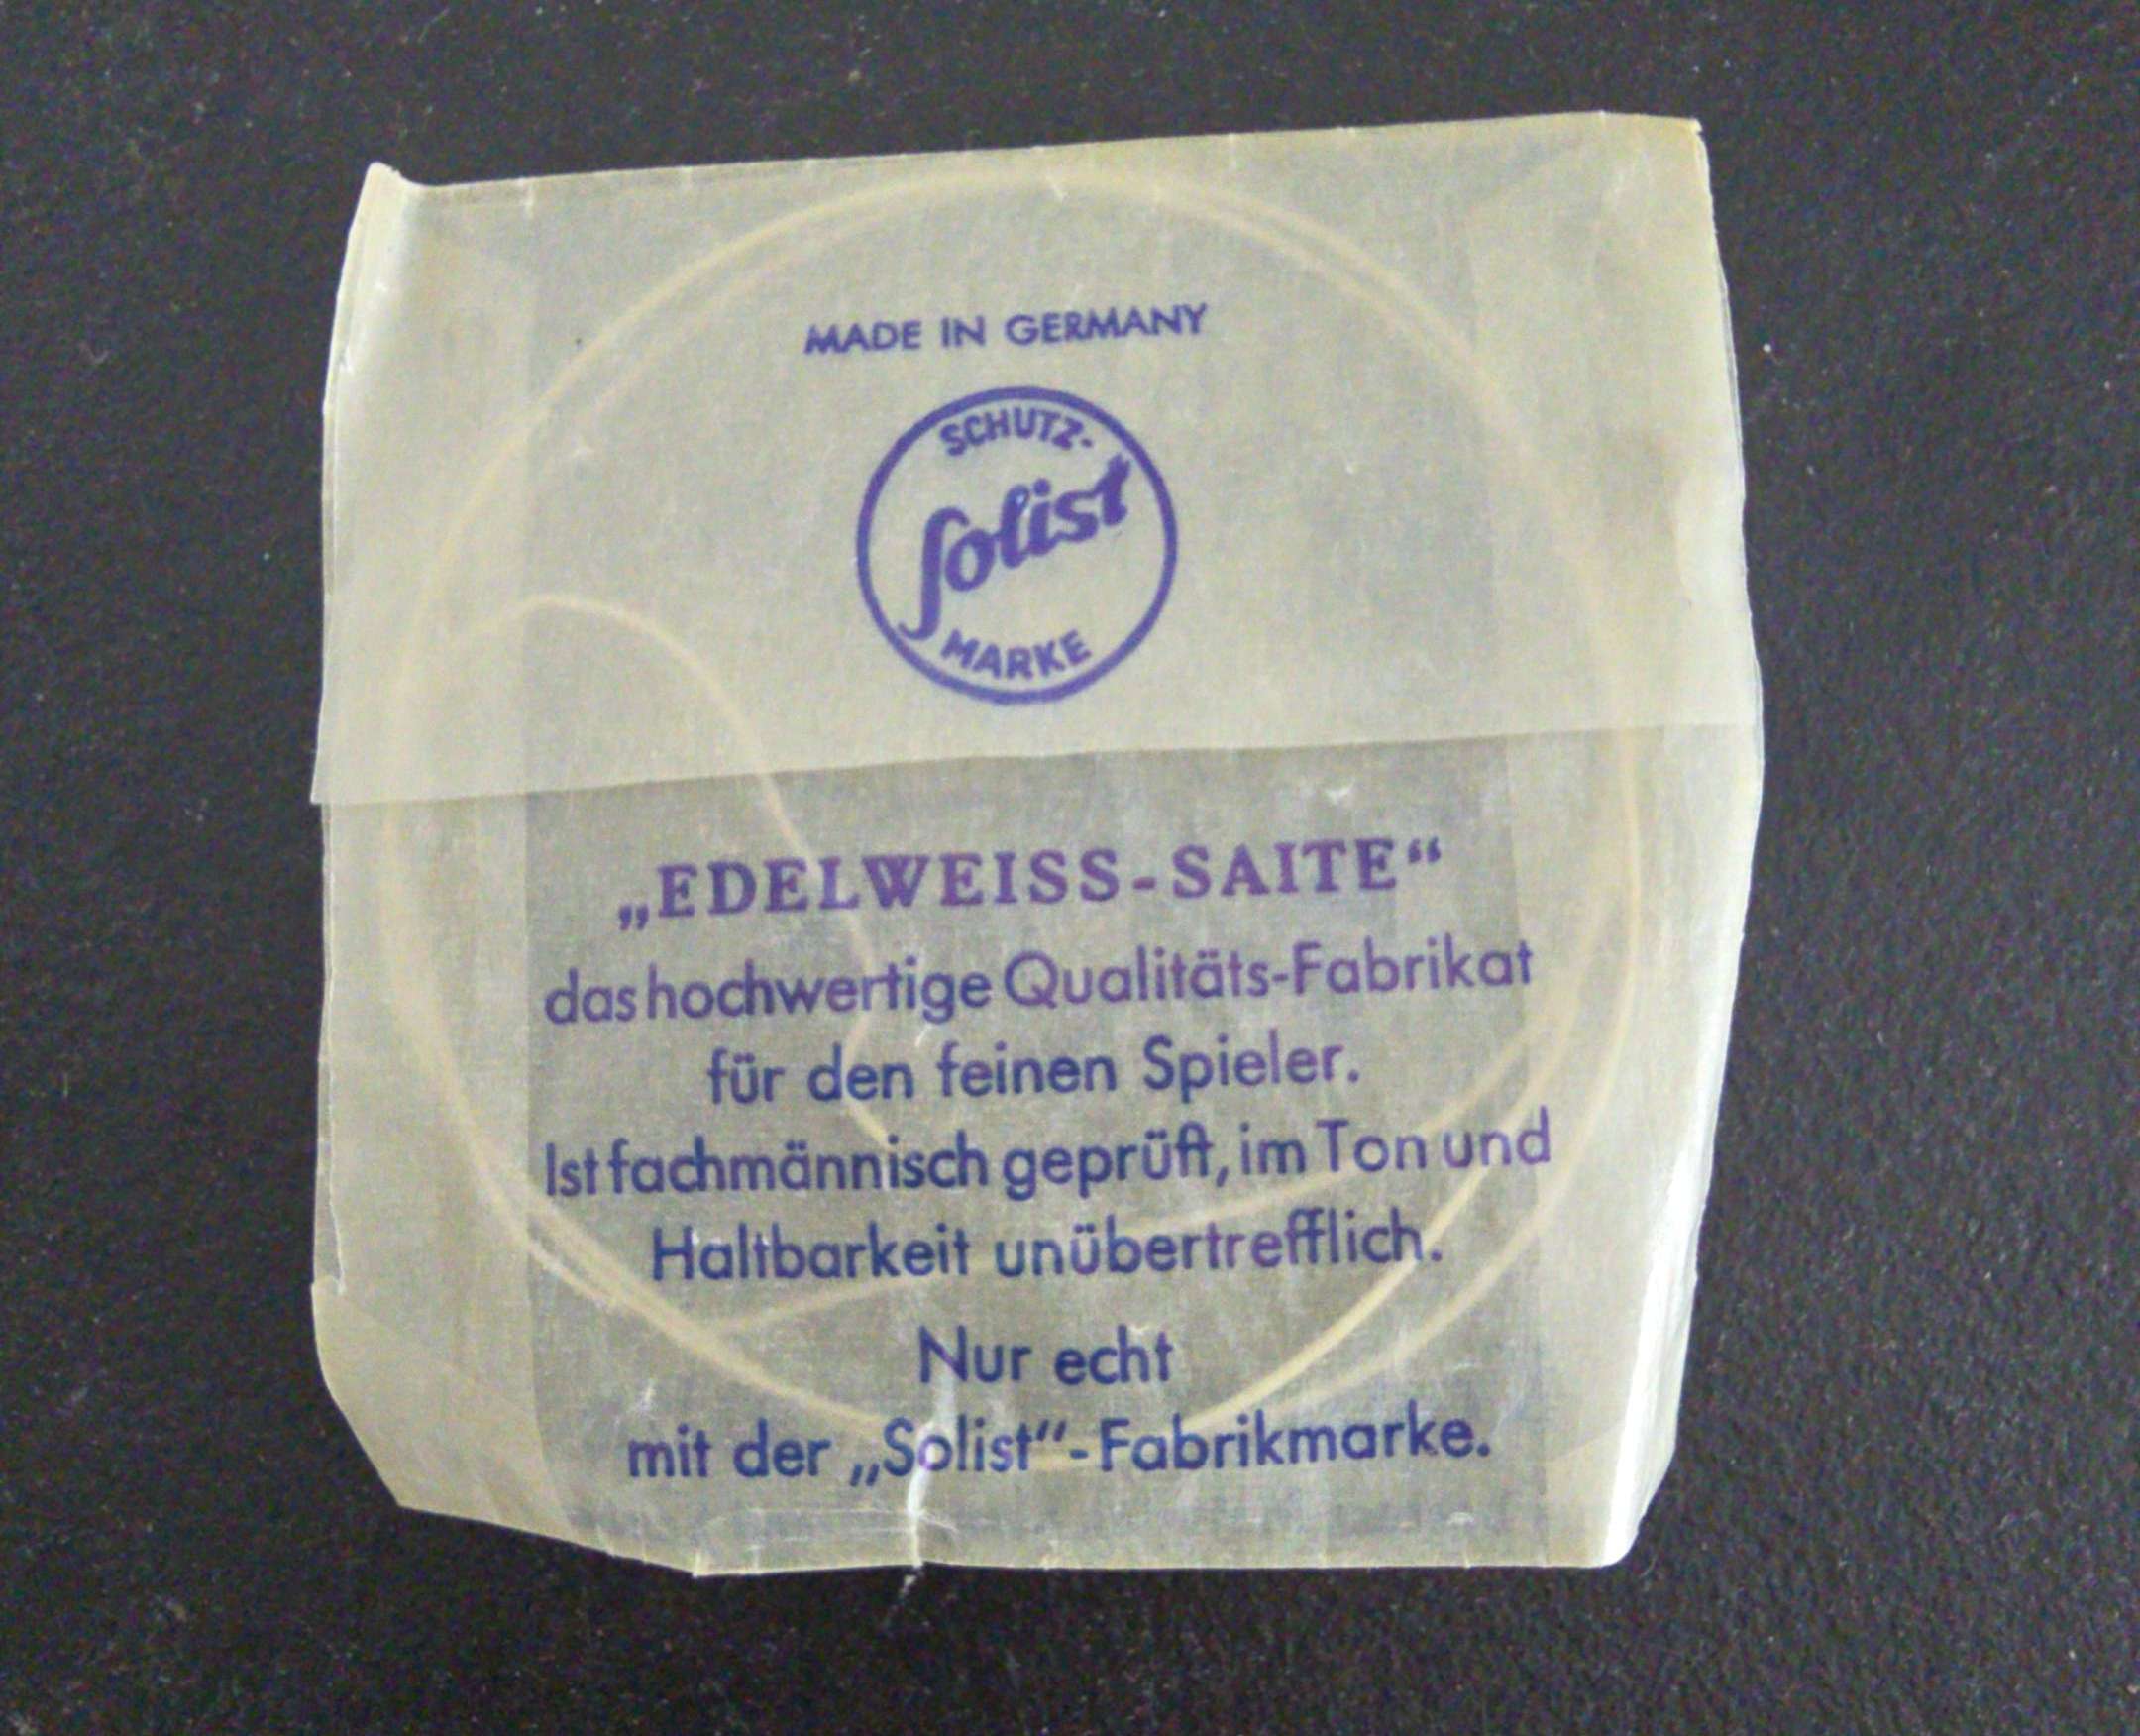 MADE IN GERMANY
SCHUTZ-
Solist
MARKE
„EDELWEISS-SAITE“
das hochwertige Qualitäts-Fabrikat
für den feinen Spieler.
Ist fachmännisch geprüft, im Ton und
Haltbarkeit unübertrefflich.
Nur echt
mit der „Solist“-Fabrikmarke.